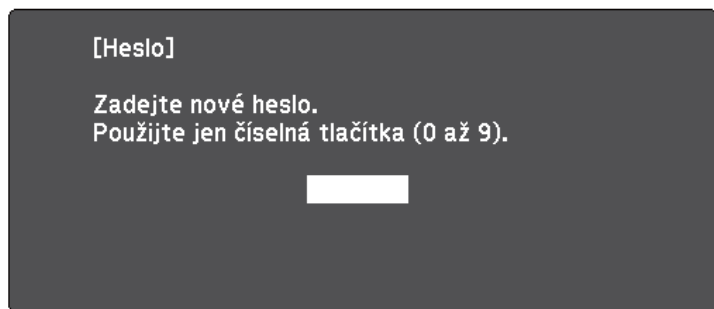 [Heslo]
Zadejte nové heslo.
Použijte jen číselná tlačítka (0 až 9).